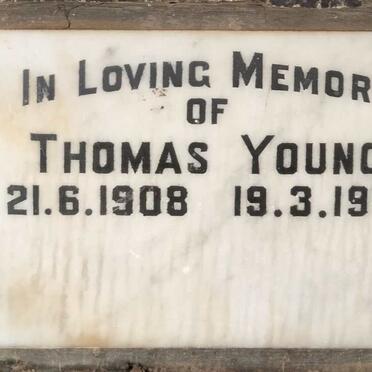 In Loving Memor
of
Thomas Young
21.6.1908 19.3.19